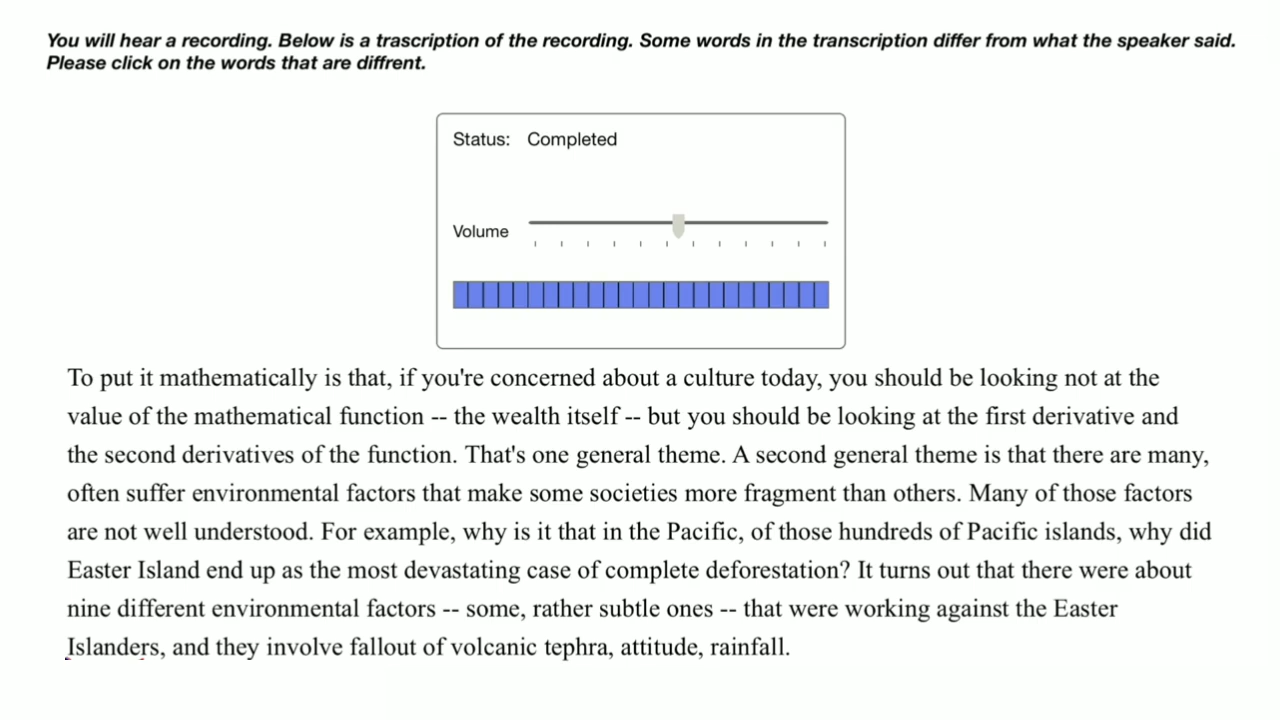 You will hear a recording. Below is a trascription of the recording. Some words in the transcription differ from what the speaker said.
Please click on the words that are diffrent.
Status: Completed
Volume
To put it mathematically is that, if you're concerned about a culture today, you should be looking not at the
value of the mathematical function -- the wealth itself -- but you should be looking at the first derivative and
the second derivatives of the function. That's one general theme. A second general theme is that there are many,
often suffer environmental factors that make some societies more fragment than others. Many of those factors
are not well understood. For example, why is it that in the Pacific, of those hundreds of Pacific islands, why did
Easter Island end up as the most devastating case of complete deforestation? It turns out that there were about
nine different environmental factors -- some, rather subtle ones -- that were working against the Easter
Islanders, and they involve fallout of volcanic tephra, attitude, rainfall.